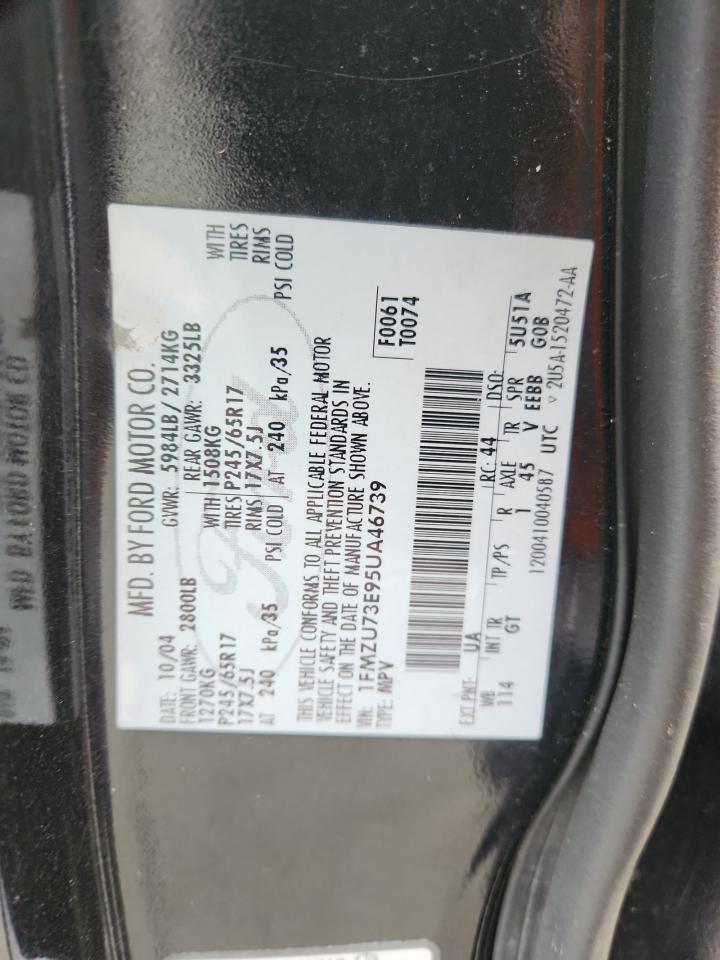 MFD. BY FORD MOTOR CO.
DATE: 10/04 GVWR: 5984LB/ 2714KG
FRONT GAWR: 2800LB REAR GAWR: 3325LB
1270KG WITH 1508KG WITH
P245/65R17 TIRES P245/65R17 TIRES
17X7.5J RIMS 17X7.5J RIMS
AT 240 kPa/35 PSI COLD AT 240 kPa/35 PSI COLD
THIS VEHICLE CONFORMS TO ALL APPLICABLE FEDERAL MOTOR
VEHICLE SAFETY AND THEFT PREVENTION STANDARDS IN
EFFECT ON THE DATE OF MANUFACTURE SHOWN ABOVE.
VIN: 1FMZU73E95UA46739 F0061
TYPE: MPV T0074
EXT PNT: UA RC: 44 DSO:
WB INT TR TP/PS R AXLE TR SPR 5U51A
114 GT 1 45 V EEBB G0B
1200410040587 UTC ▽ 2U5A-1520472-AA
Ford